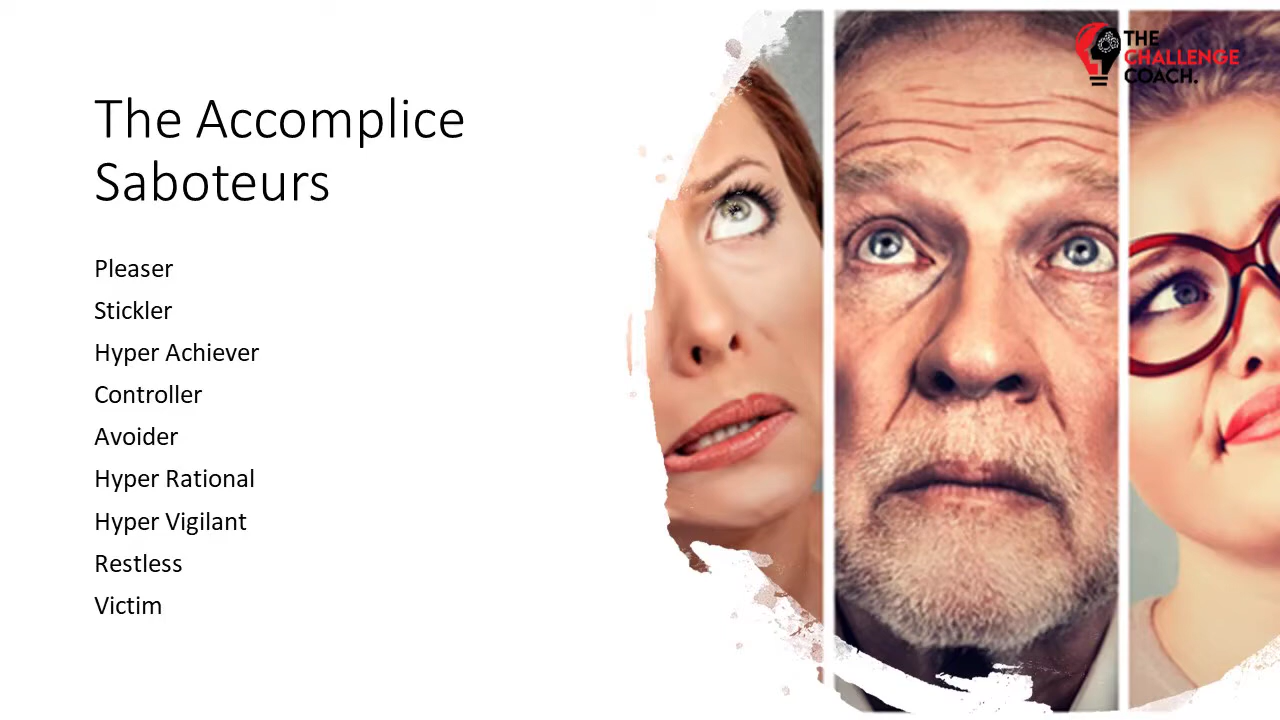 The Accomplice
Saboteurs
Pleaser
Stickler
Hyper Achiever
Controller
Avoider
Hyper Rational
Hyper Vigilant
Restless
Victim
THE
CHALLENGE
COACH.